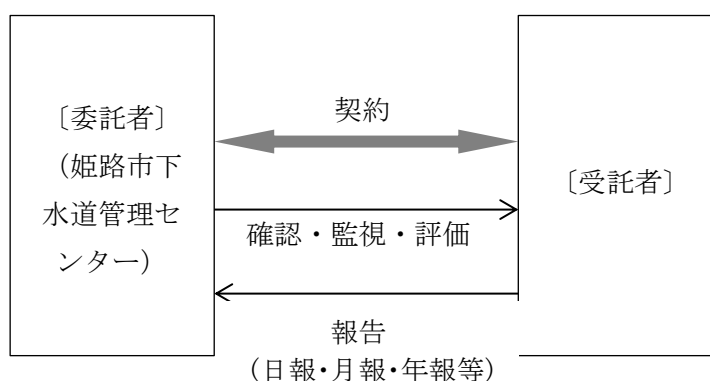 契約
〔委託者〕
（姫路市下
水道管理セ
ンター）
〔受託者〕
確認・監視・評価
報告
（日報・月報・年報等）